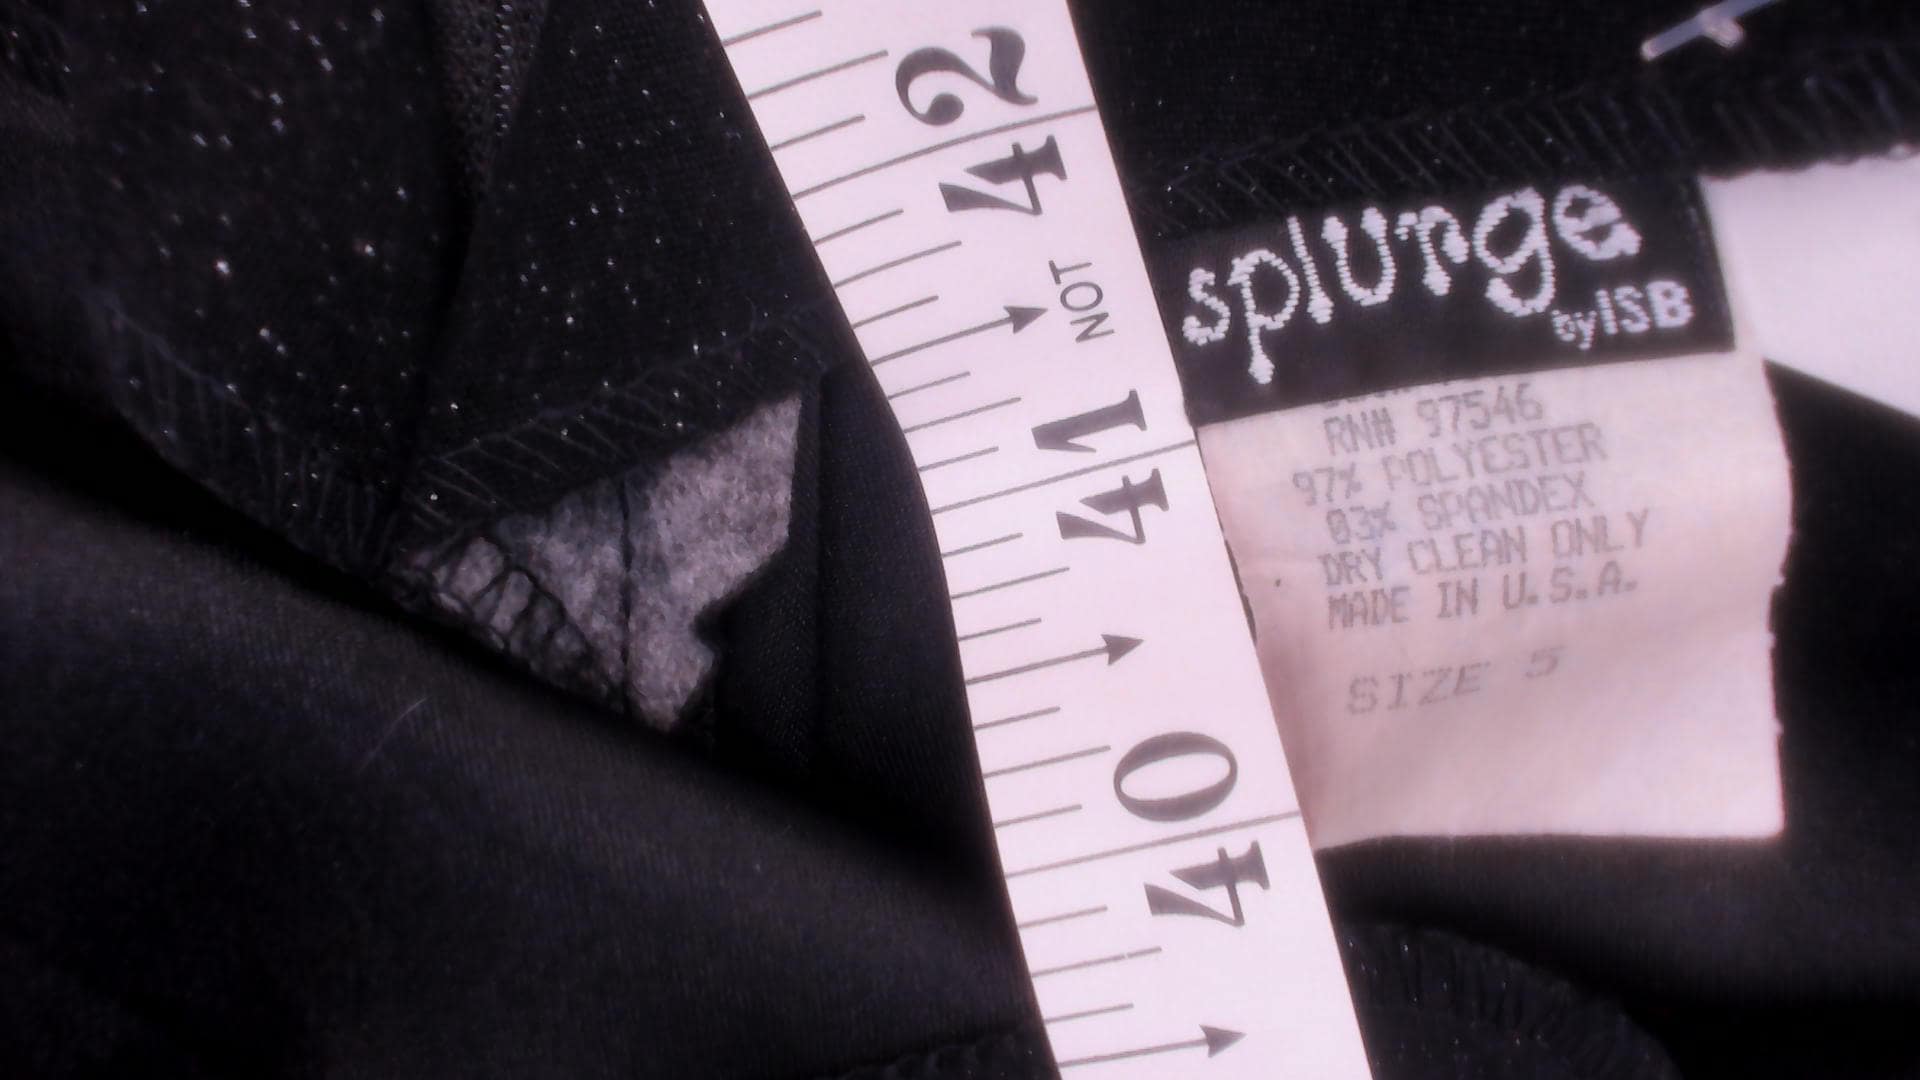 42
NOT
41
40
splunge
by ISB
RN# 97546
97% POLYESTER
03% SPANDEX
DRY CLEAN ONLY
MADE IN U.S.A.
SIZE 5